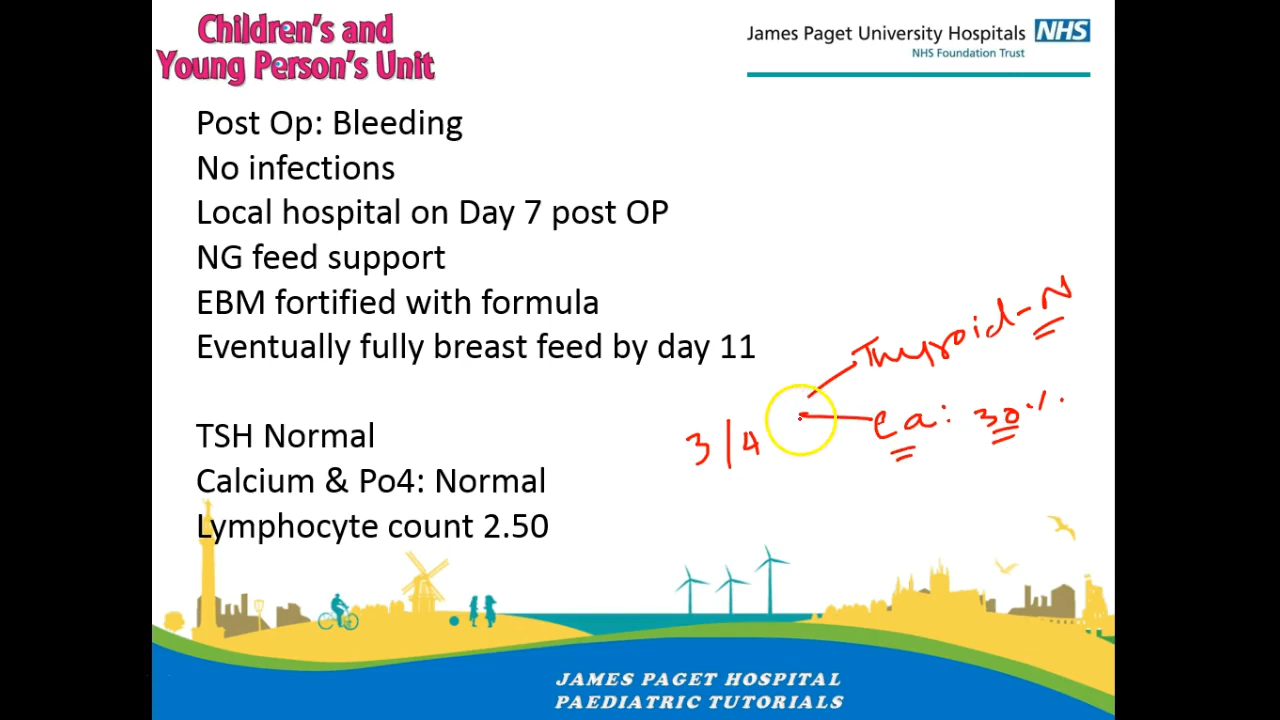 Children's and
Young Person's Unit
James Paget University Hospitals NHS
NHS Foundation Trust
Post Op: Bleeding
No infections
Local hospital on Day 7 post OP
NG feed support
EBM fortified with formula
Eventually fully breast feed by day 11
Thyroid-N
3/4
Ca: 30%
TSH Normal
Calcium & Po4: Normal
Lymphocyte count 2.50
JAMES PAGET HOSPITAL
PAEDIATRIC TUTORIALS